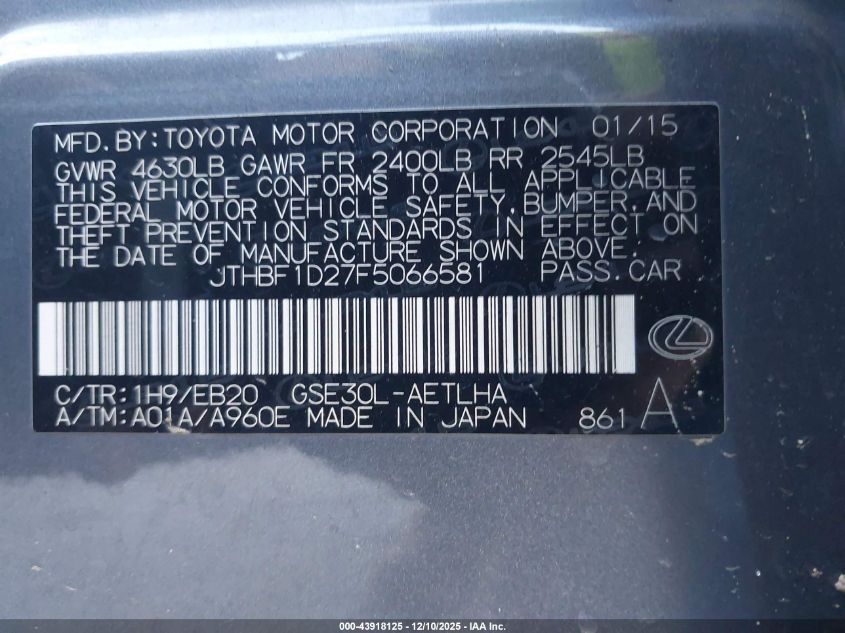 MFD.BY:TOYOTA MOTOR CORPORATION 01/15
GVWR 4630LB GAWR FR 2400LB RR 2545LB
THIS VEHICLE CONFORMS TO ALL APPLICABLE
FEDERAL MOTOR VEHICLE SAFETY,BUMPER,AND
THEFT PREVENTION STANDARDS IN EFFECT ON
THE DATE OF MANUFACTURE SHOWN ABOVE.
JTHBF1D27F5066581 PASS.CAR
C/TR:1H9/EB20 GSE30L-AETLHA
A/TM:A01A/A960E MADE IN JAPAN 861 A
000-43918125 - 12/10/2025 - IAA Inc.